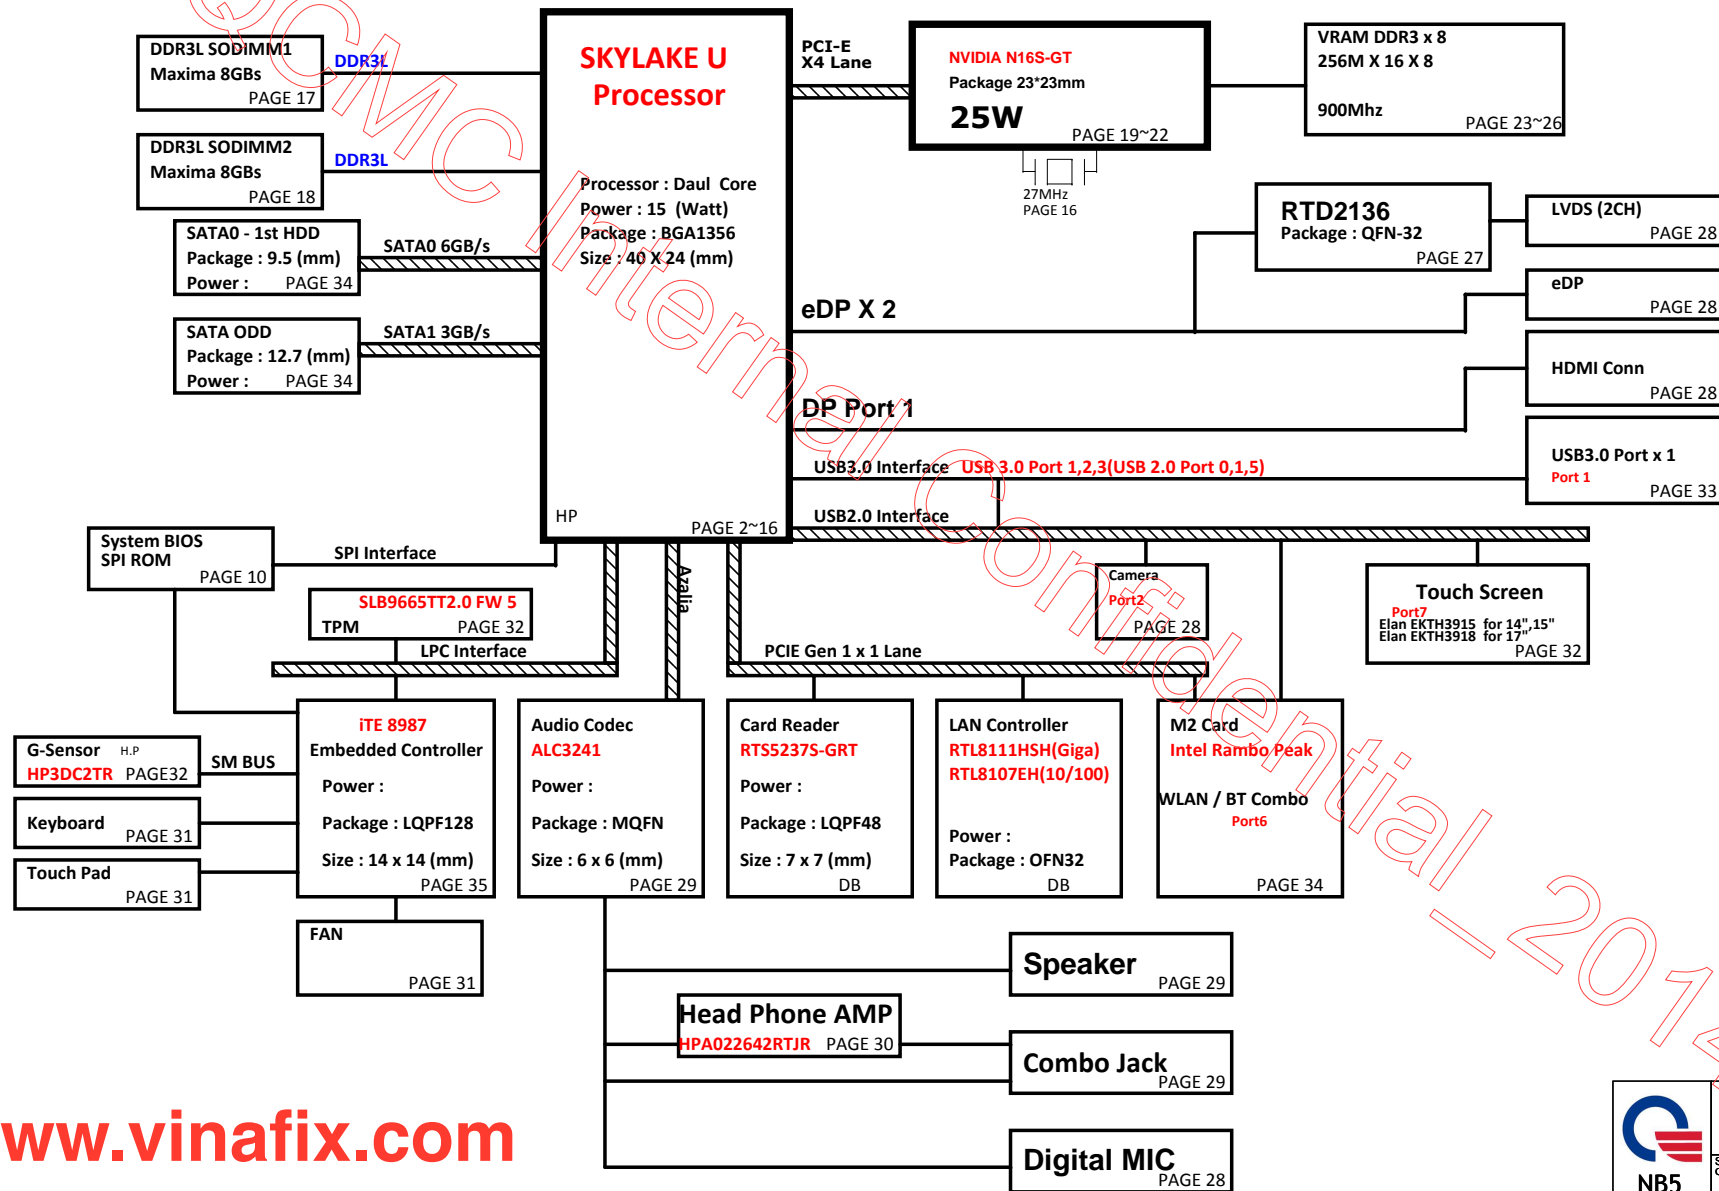 DDR3L SODIMM1
Maxima 8GBs
PAGE 17
DDR3L
DDR3L SODIMM2
Maxima 8GBs
PAGE 18
DDR3L
SATA0 - 1st HDD
Package : 9.5 (mm)
Power : PAGE 34
SATA0 6GB/s
SATA ODD
Package : 12.7 (mm)
Power : PAGE 34
SATA1 3GB/s
SKYLAKE U
Processor
Processor : Daul Core
Power : 15 (Watt)
Package : BGA1356
Size : 40 X 24 (mm)
HP
PAGE 2~16
PCI-E
X4 Lane
NVIDIA N16S-GT
Package 23*23mm
25W
PAGE 19~22
27MHz
PAGE 16
VRAM DDR3 x 8
256M X 16 X 8
900Mhz
PAGE 23~26
RTD2136
Package : QFN-32
PAGE 27
LVDS (2CH)
PAGE 28
eDP
PAGE 28
eDP X 2
HDMI Conn
PAGE 28
DP Port 1
USB3.0 Interface USB 3.0 Port 1,2,3(USB 2.0 Port 0,1,5)
USB3.0 Port x 1
Port 1
PAGE 33
USB2.0 Interface
System BIOS
SPI ROM
PAGE 10
SPI Interface
SLB9665TT2.0 FW 5
TPM PAGE 32
LPC Interface
Azalia
PCIE Gen 1 x 1 Lane
Camera
Port2
PAGE 28
Touch Screen
Port7
Elan EKTH3915 for 14",15"
Elan EKTH3918 for 17"
PAGE 32
G-Sensor H.P
HP3DC2TR PAGE32
SM BUS
Keyboard
PAGE 31
Touch Pad
PAGE 31
iTE 8987
Embedded Controller
Power :
Package : LQPF128
Size : 14 x 14 (mm)
PAGE 35
FAN
PAGE 31
Audio Codec
ALC3241
Power :
Package : MQFN
Size : 6 x 6 (mm)
PAGE 29
Card Reader
RTS5237S-GRT
Power :
Package : LQPF48
Size : 7 x 7 (mm)
DB
LAN Controller
RTL8111HSH(Giga)
RTL8107EH(10/100)
Power :
Package : OFN32
DB
M2 Card
Intel Rambo Peak
WLAN / BT Combo
Port6
PAGE 34
Speaker
PAGE 29
Head Phone AMP
HPA022642RTJR PAGE 30
Combo Jack
PAGE 29
Digital MIC
PAGE 28
QCMC Internal Confidential_2014
ww.vinafix.com
NB5